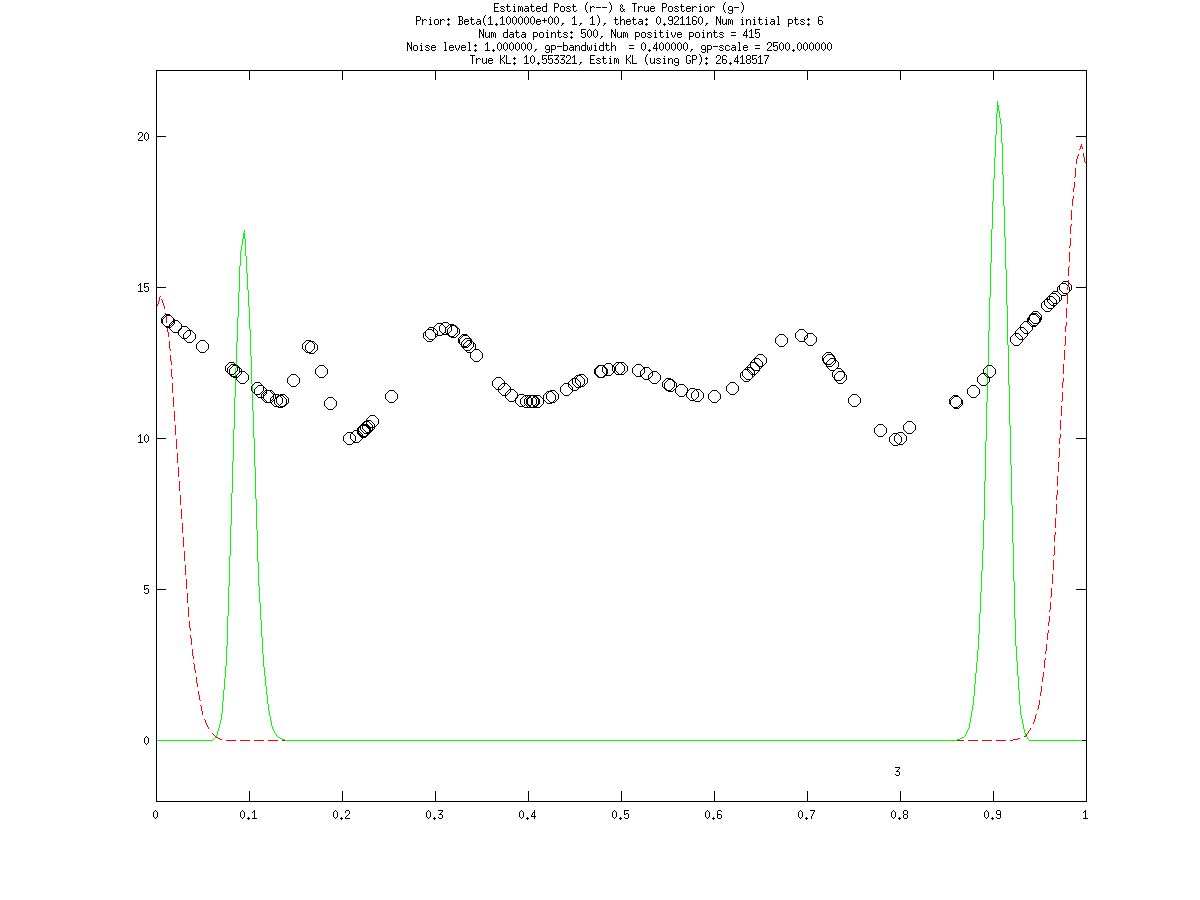 Estimated Post (r--) & True Posterior (g-)
Prior: Beta(1.100000e+00, 1, 1), theta: 0.921160, Num initial pts: 6
Num data points: 500, Num positive points = 415
Noise level: 1.000000, gp-bandwidth  = 0.400000, gp-scale = 2500.000000
True KL: 10.553321, Estim KL (using GP): 26.418517
20
15
10
5
0
3
0 0.1 0.2 0.3 0.4 0.5 0.6 0.7 0.8 0.9 1